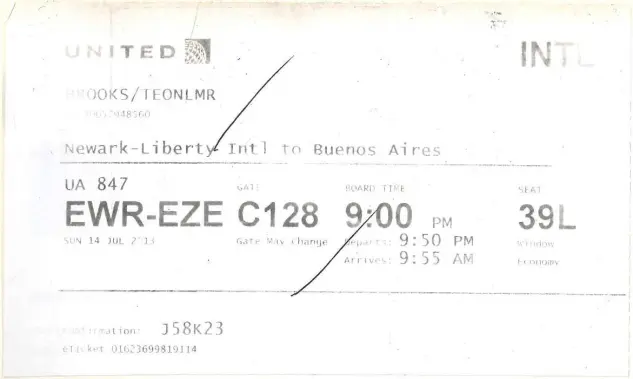 UNITED
INTL
BROOKS/TEONLMR
Newark-Liberty Intl to Buenos Aires
UA 847 GATE BOARD TIME SEAT
EWR-EZE C128 9:00 PM 39L
SUN 14 JUL 2013 Gate May Change Departs: 9:50 PM Window
Arrives: 9:55 AM Economy
Confirmation: J58K23
eTicket 01623699819114